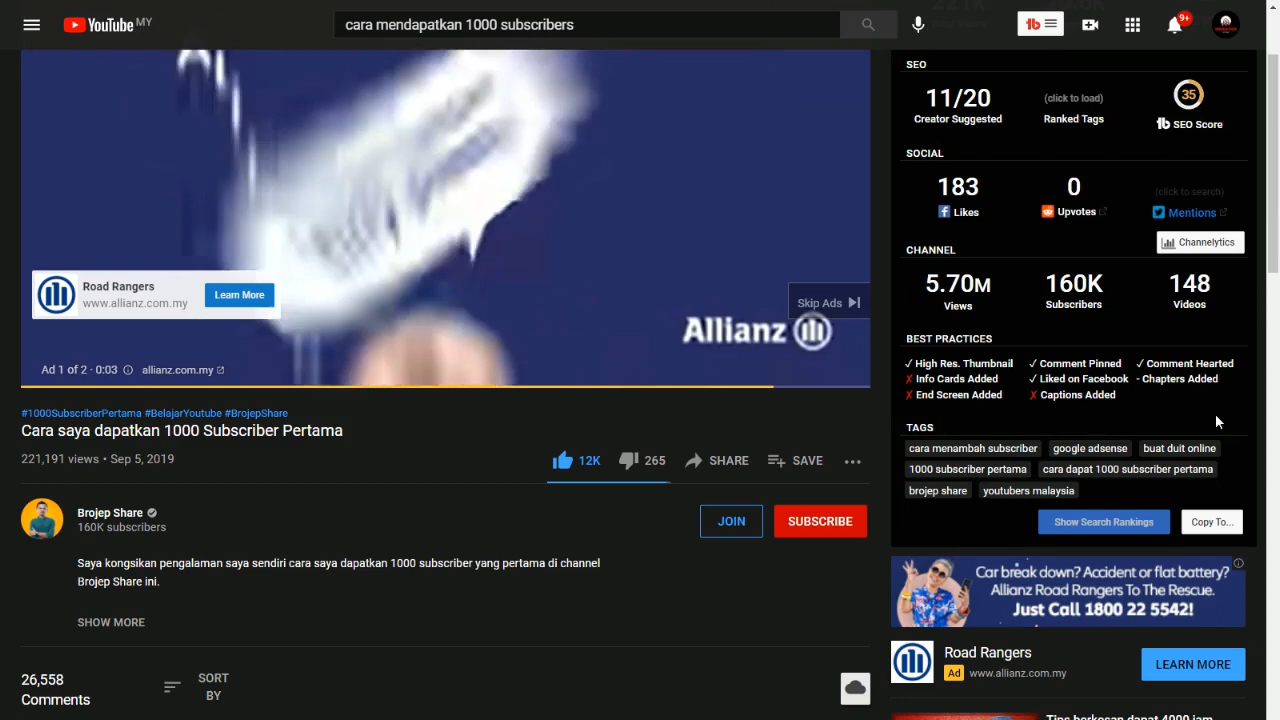 YouTube MY
cara mendapatkan 1000 subscribers
9+
Road Rangers
www.allianz.com.my
Learn More
Skip Ads
Allianz
Ad 1 of 2 · 0:03
allianz.com.my
#1000SubscriberPertama #BelajarYoutube #BrojepShare
Cara saya dapatkan 1000 Subscriber Pertama
221,191 views • Sep 5, 2019
12K
265
SHARE
SAVE
Brojep Share
160K subscribers
JOIN
SUBSCRIBE
Saya kongsikan pengalaman saya sendiri cara saya dapatkan 1000 subscriber yang pertama di channel
Brojep Share ini.
SHOW MORE
26,558
Comments
SORT
BY
SEO
11/20
Creator Suggested
(click to load)
Ranked Tags
35
SEO Score
SOCIAL
183
Likes
0
Upvotes
(click to search)
Mentions
Channelytics
CHANNEL
5.70M
Views
160K
Subscribers
148
Videos
BEST PRACTICES
✓ High Res. Thumbnail ✓ Comment Pinned ✓ Comment Hearted
✗ Info Cards Added ✓ Liked on Facebook - Chapters Added
✗ End Screen Added ✗ Captions Added
TAGS
cara menambah subscriber google adsense buat duit online
1000 subscriber pertama cara dapat 1000 subscriber pertama
brojep share youtubers malaysia
Show Search Rankings
Copy To...
Car break down? Accident or flat battery?
Allianz Road Rangers To The Rescue.
Just Call 1800 22 5542!
Road Rangers
Ad www.allianz.com.my
LEARN MORE
Tips berkesan dapat 4000 jam